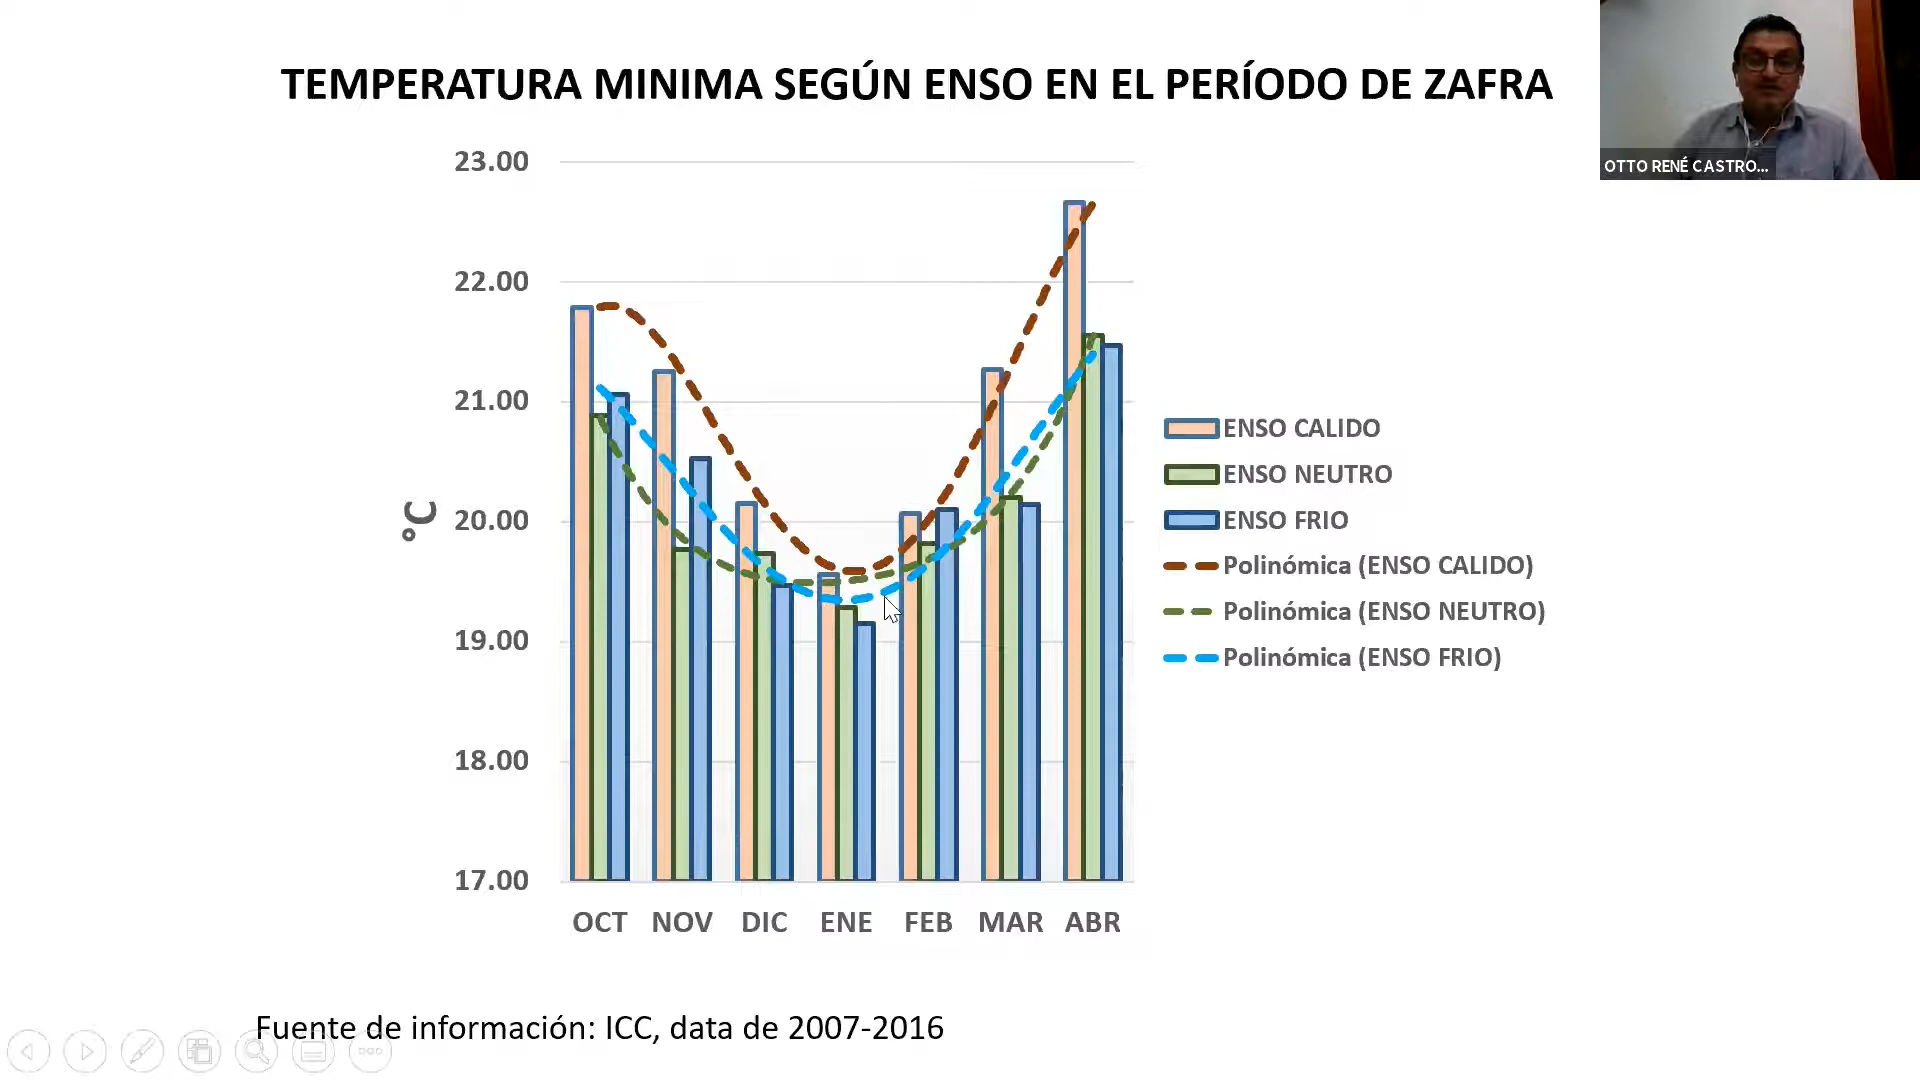 TEMPERATURA MINIMA SEGÚN ENSO EN EL PERÍODO DE ZAFRA
OTTO RENÉ CASTRO...
23.00
22.00
21.00
20.00
19.00
18.00
17.00
°C
OCT NOV DIC ENE FEB MAR ABR
ENSO CALIDO
ENSO NEUTRO
ENSO FRIO
Polinómica (ENSO CALIDO)
Polinómica (ENSO NEUTRO)
Polinómica (ENSO FRIO)
Fuente de información: ICC, data de 2007-2016